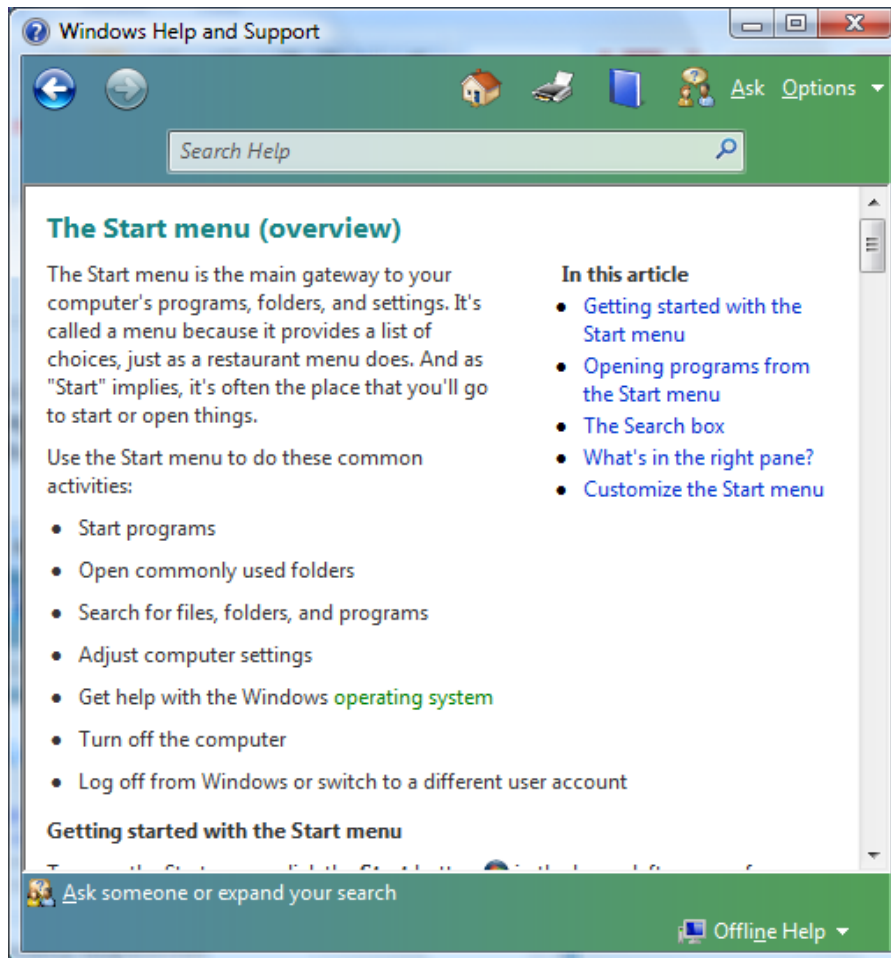 Windows Help and Support
Ask Options
Search Help
The Start menu (overview)
The Start menu is the main gateway to your
computer's programs, folders, and settings. It's
called a menu because it provides a list of
choices, just as a restaurant menu does. And as
"Start" implies, it's often the place that you'll go
to start or open things.
Use the Start menu to do these common
activities:
• Start programs
• Open commonly used folders
• Search for files, folders, and programs
• Adjust computer settings
• Get help with the Windows operating system
• Turn off the computer
• Log off from Windows or switch to a different user account
In this article
• Getting started with the
Start menu
• Opening programs from
the Start menu
• The Search box
• What's in the right pane?
• Customize the Start menu
Getting started with the Start menu
Ask someone or expand your search
Offline Help